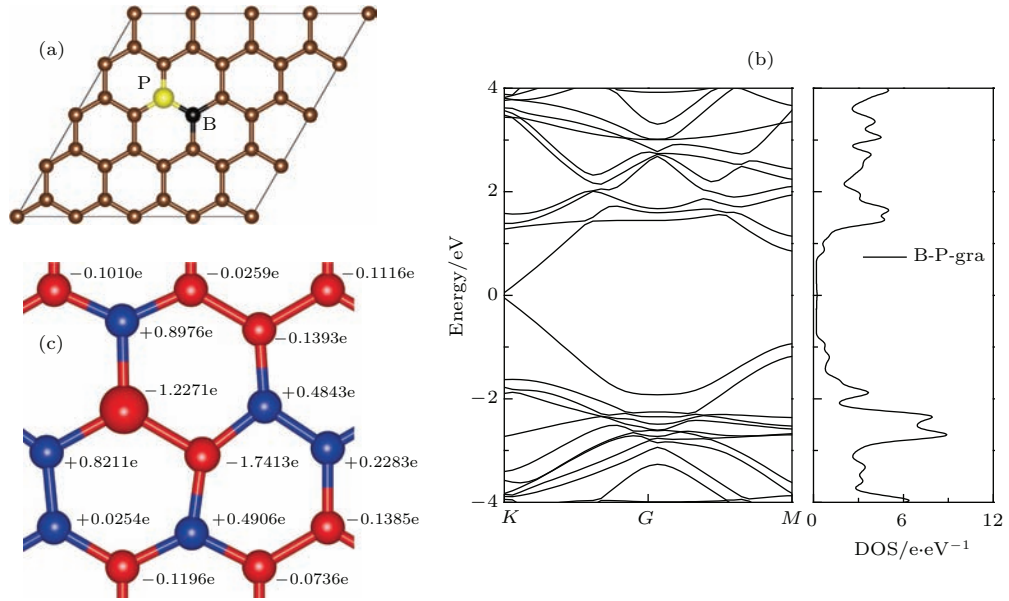 (a)
P
B
(b)
4
2
0
−2
−4
Energy/eV
K
G
M
B-P-gra
0
6
12
DOS/e·eV⁻¹
(c)
−0.1010e
−0.0259e
−0.1116e
+0.8976e
−0.1393e
−1.2271e
+0.4843e
+0.8211e
−1.7413e
+0.2283e
+0.0254e
+0.4906e
−0.1385e
−0.1196e
−0.0736e